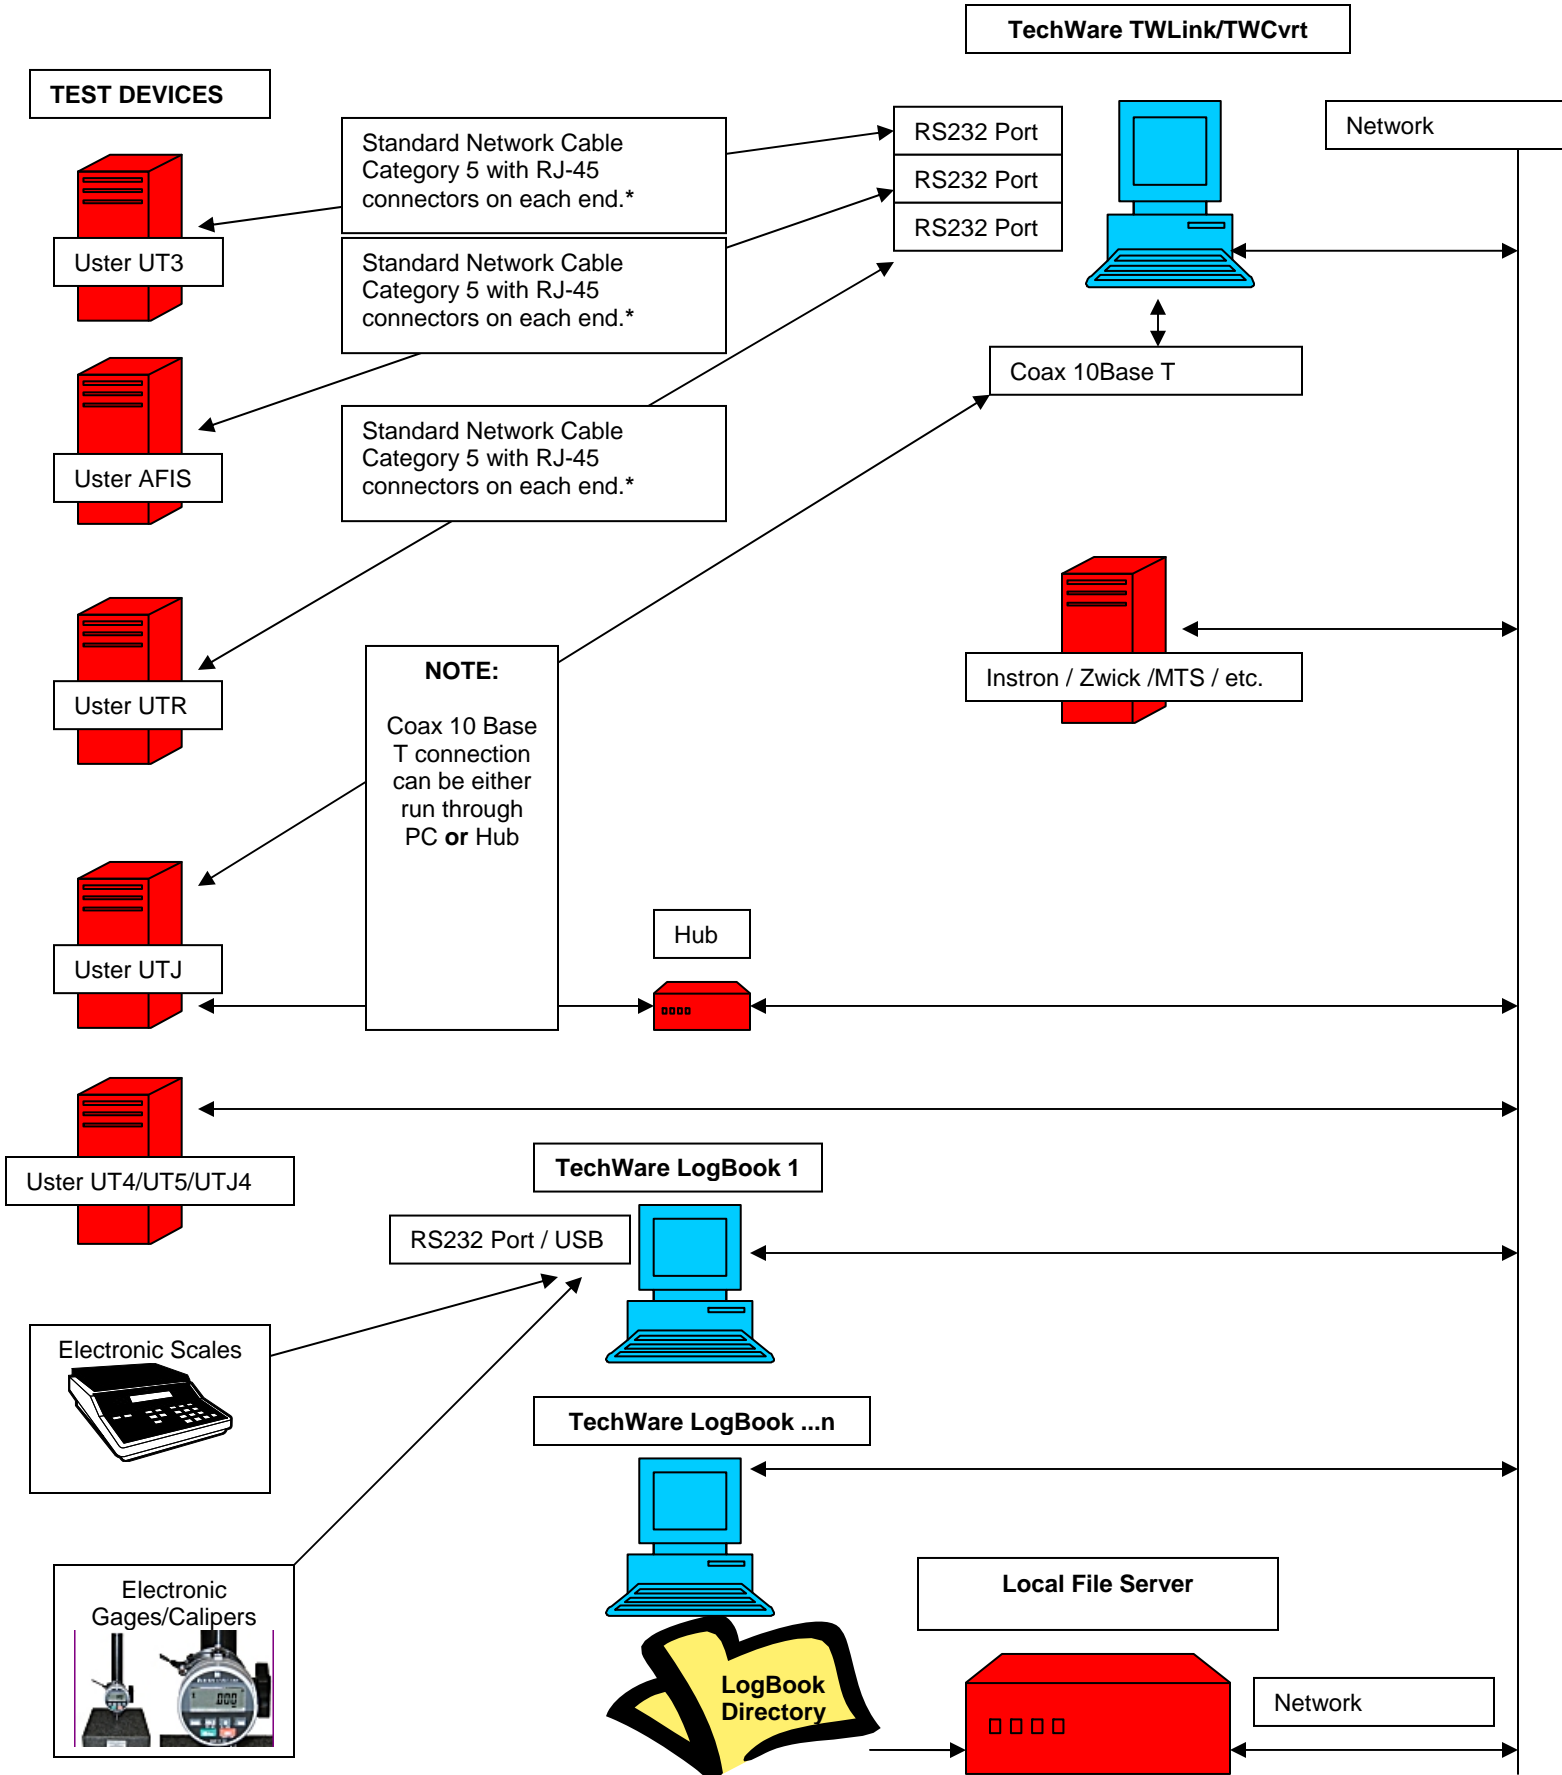 TechWare TWLink/TWCvrt
TEST DEVICES
Network
Standard Network Cable
Category 5 with RJ-45
connectors on each end.*
RS232 Port
RS232 Port
RS232 Port
Uster UT3
Standard Network Cable
Category 5 with RJ-45
connectors on each end.*
Coax 10Base T
Uster AFIS
Standard Network Cable
Category 5 with RJ-45
connectors on each end.*
Uster UTR
NOTE:
Coax 10 Base
T connection
can be either
run through
PC or Hub
Instron / Zwick /MTS / etc.
Uster UTJ
Hub
Uster UT4/UT5/UTJ4
TechWare LogBook 1
RS232 Port / USB
Electronic Scales
TechWare LogBook ...n
Electronic
Gages/Calipers
.000
Local File Server
LogBook
Directory
Network